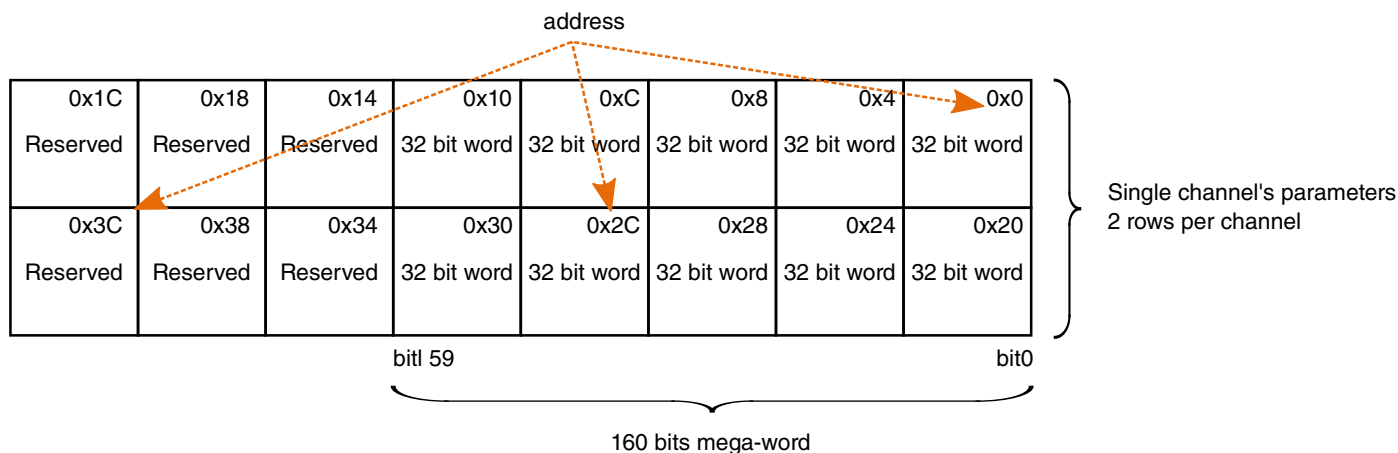 address
0x1C 0x18 0x14 0x10 0xC 0x8 0x4 0x0
Reserved Reserved Reserved 32 bit word 32 bit word 32 bit word 32 bit word 32 bit word
Single channel's parameters
2 rows per channel
0x3C 0x38 0x34 0x30 0x2C 0x28 0x24 0x20
Reserved Reserved Reserved 32 bit word 32 bit word 32 bit word 32 bit word 32 bit word
bitl 59 bit0
160 bits mega-word